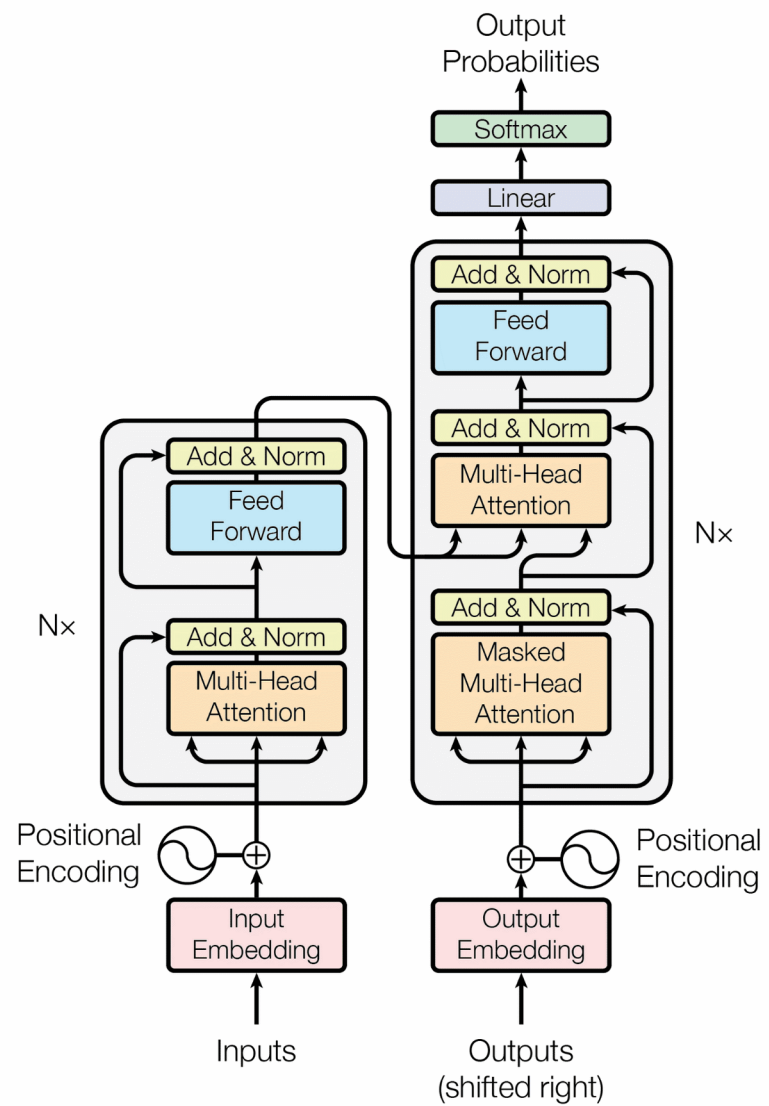 Output
Probabilities
Softmax
Linear
Add & Norm
Feed
Forward
Add & Norm
Multi-Head
Attention
Add & Norm
Masked
Multi-Head
Attention
N×
Add & Norm
Feed
Forward
Add & Norm
Multi-Head
Attention
N×
Positional
Encoding
Positional
Encoding
Input
Embedding
Output
Embedding
Inputs
Outputs
(shifted right)